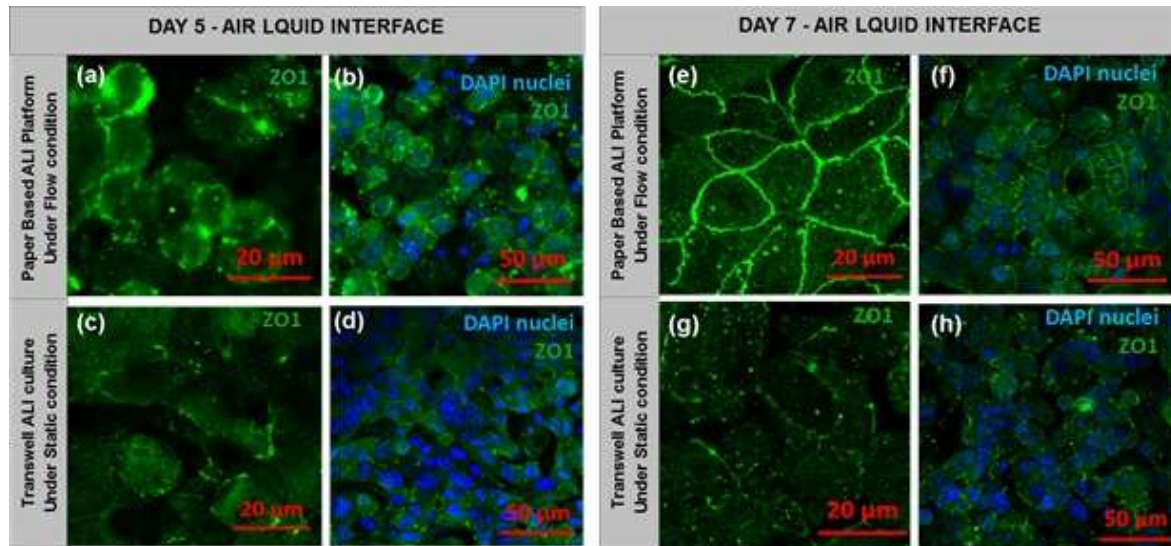 DAY 5 - AIR LQUID INTERFACE
Paper Based ALI Platform
Under Flow condition
(a)
ZO1
20 µm
(b)
DAPI nuclei
ZO1
50 µm
Transwell ALI culture
Under Static condition
(c)
ZO1
20 µm
(d)
DAPI nuclei
ZO1
50 µm
DAY 7 - AIR LQUID INTERFACE
Paper Based ALI Platform
Under Flow condition
(e)
ZO1
20 µm
(f)
DAPI nuclei
ZO1
50 µm
Transwell ALI culture
Under Static condition
(g)
ZO1
20 µm
(h)
DAPI nuclei
ZO1
50 µm